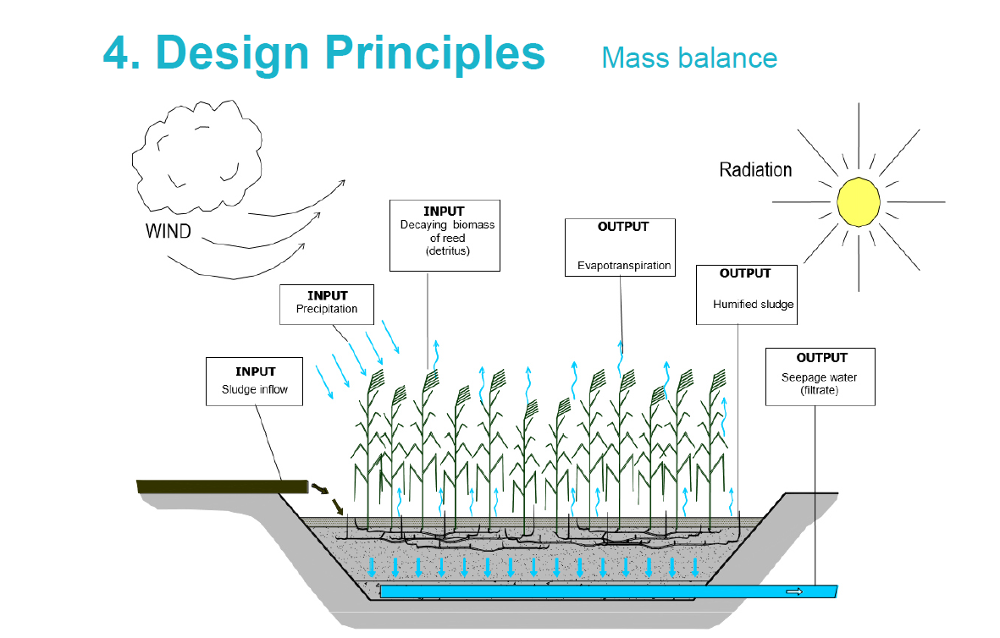 4. Design Principles
Mass balance
Radiation
WIND
INPUT
Decaying biomass
of reed
(detritus)
OUTPUT
Evapotranspiration
OUTPUT
Humified sludge
INPUT
Precipitation
INPUT
Sludge inflow
OUTPUT
Seepage water
(filtrate)